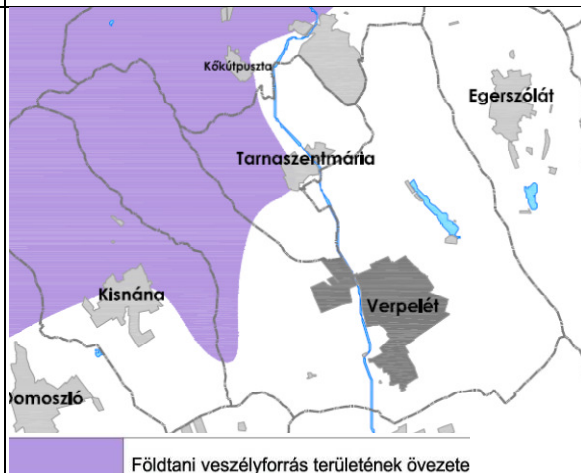 Kőkútpuszta
Egerszólát
Tarnaszentmária
Kisnána
Verpelét
Domoszló
Földtani veszélyforrás területének övezete